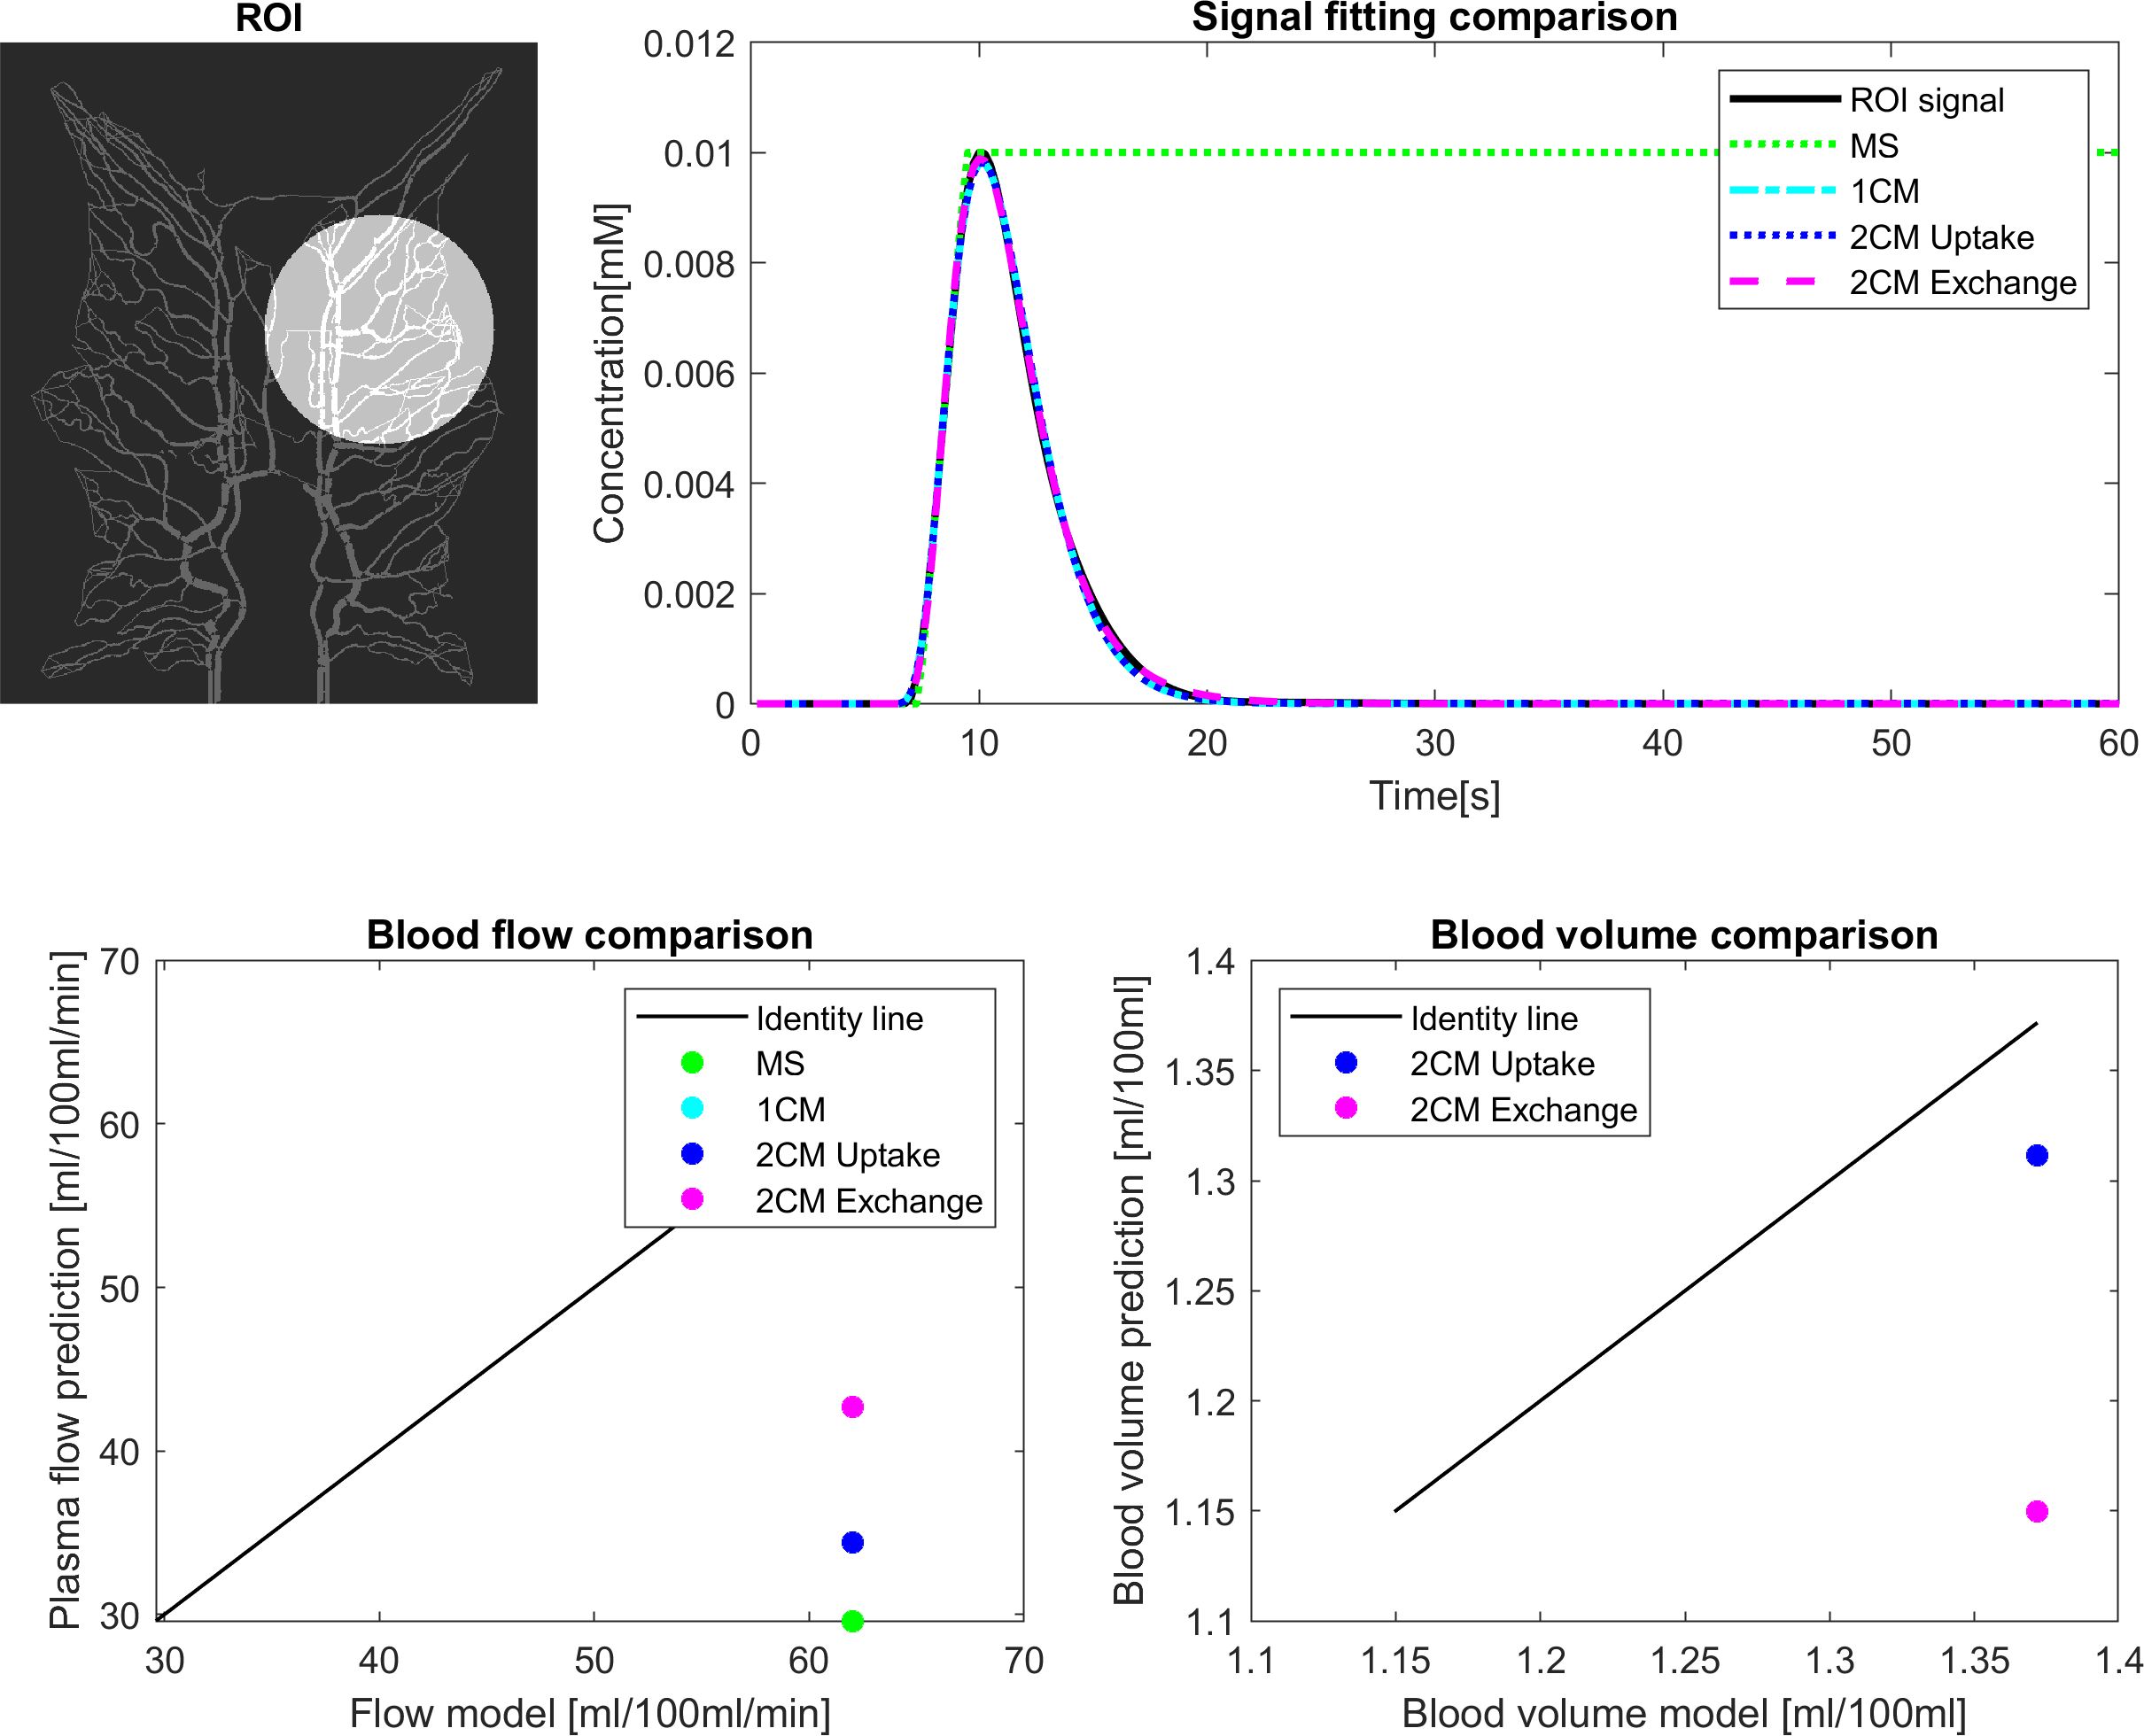 ROI
Signal fitting comparison
0.012
0.01
0.008
0.006
0.004
0.002
0
Concentration[mM]
ROI signal
MS
1CM
2CM Uptake
2CM Exchange
0 10 20 30 40 50 60
Time[s]
Blood flow comparison
70
60
50
40
30
Plasma flow prediction [ml/100ml/min]
Identity line
MS
1CM
2CM Uptake
2CM Exchange
30 40 50 60 70
Flow model [ml/100ml/min]
Blood volume comparison
1.4
1.35
1.3
1.25
1.2
1.15
1.1
Blood volume prediction [ml/100ml]
Identity line
2CM Uptake
2CM Exchange
1.1 1.15 1.2 1.25 1.3 1.35 1.4
Blood volume model [ml/100ml]